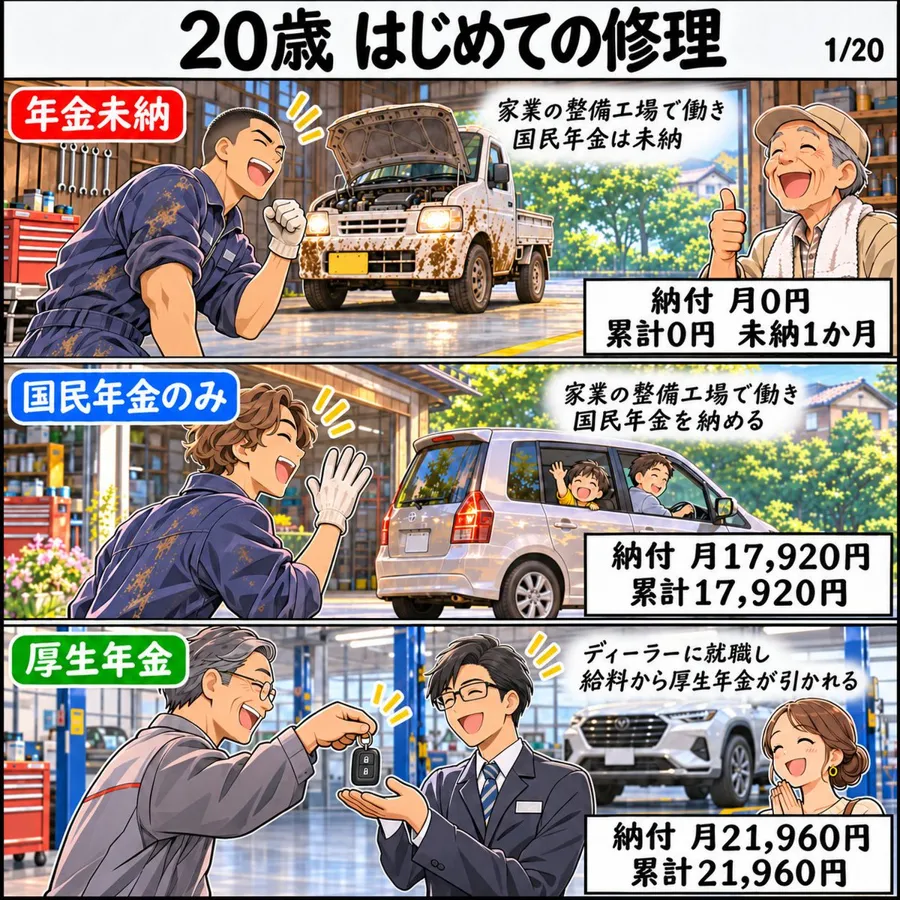 20歳 はじめての修理
1/20
年金未納
家業の整備工場で働き
国民年金は未納
納付 月0円
累計0円 未納1か月
国民年金のみ
家業の整備工場で働き
国民年金を納める
納付 月17,920円
累計17,920円
厚生年金
ディーラーに就職し
給料から厚生年金が引かれる
納付 月21,960円
累計21,960円